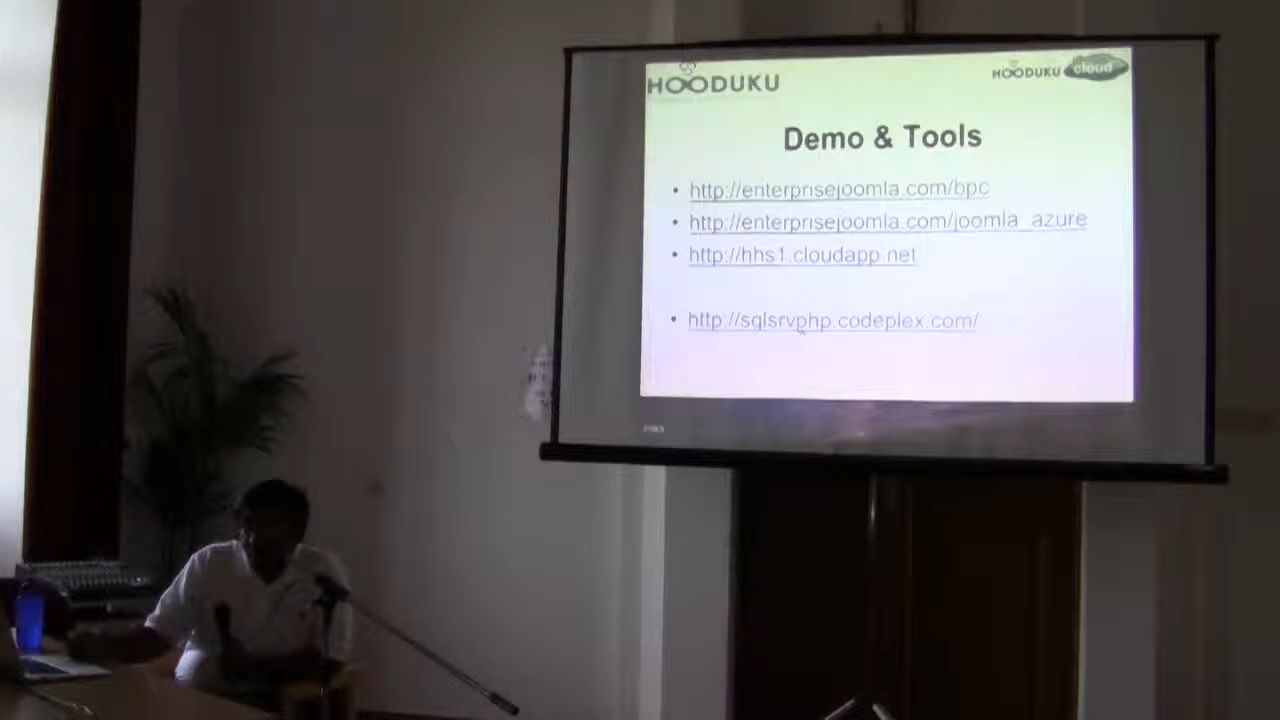 HOODUKU
HOODUKU cloud
Demo & Tools
• http://enterprisejoomla.com/bpc
• http://enterprisejoomla.com/joomla_azure
• http://hhs1.cloudapp.net
• http://sqlsrvphp.codeplex.com/